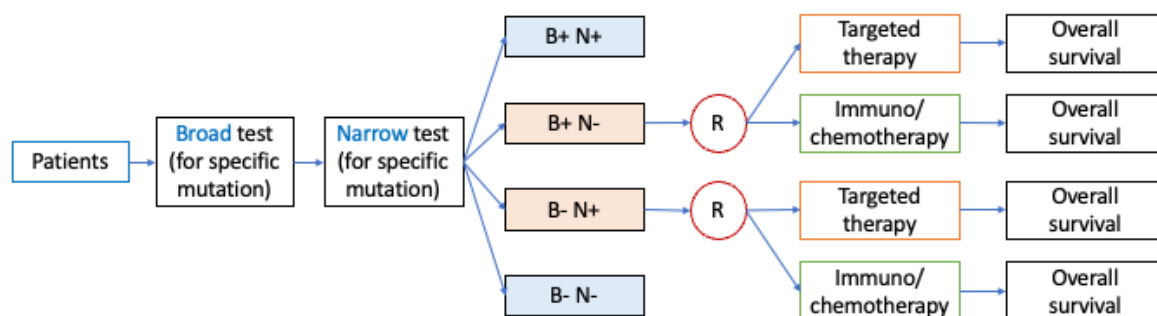 Patients
Broad test
(for specific
mutation)
Narrow test
(for specific
mutation)
B+ N+
B+ N-
B- N+
B- N-
R
R
Targeted
therapy
Immuno/
chemotherapy
Targeted
therapy
Immuno/
chemotherapy
Overall
survival
Overall
survival
Overall
survival
Overall
survival